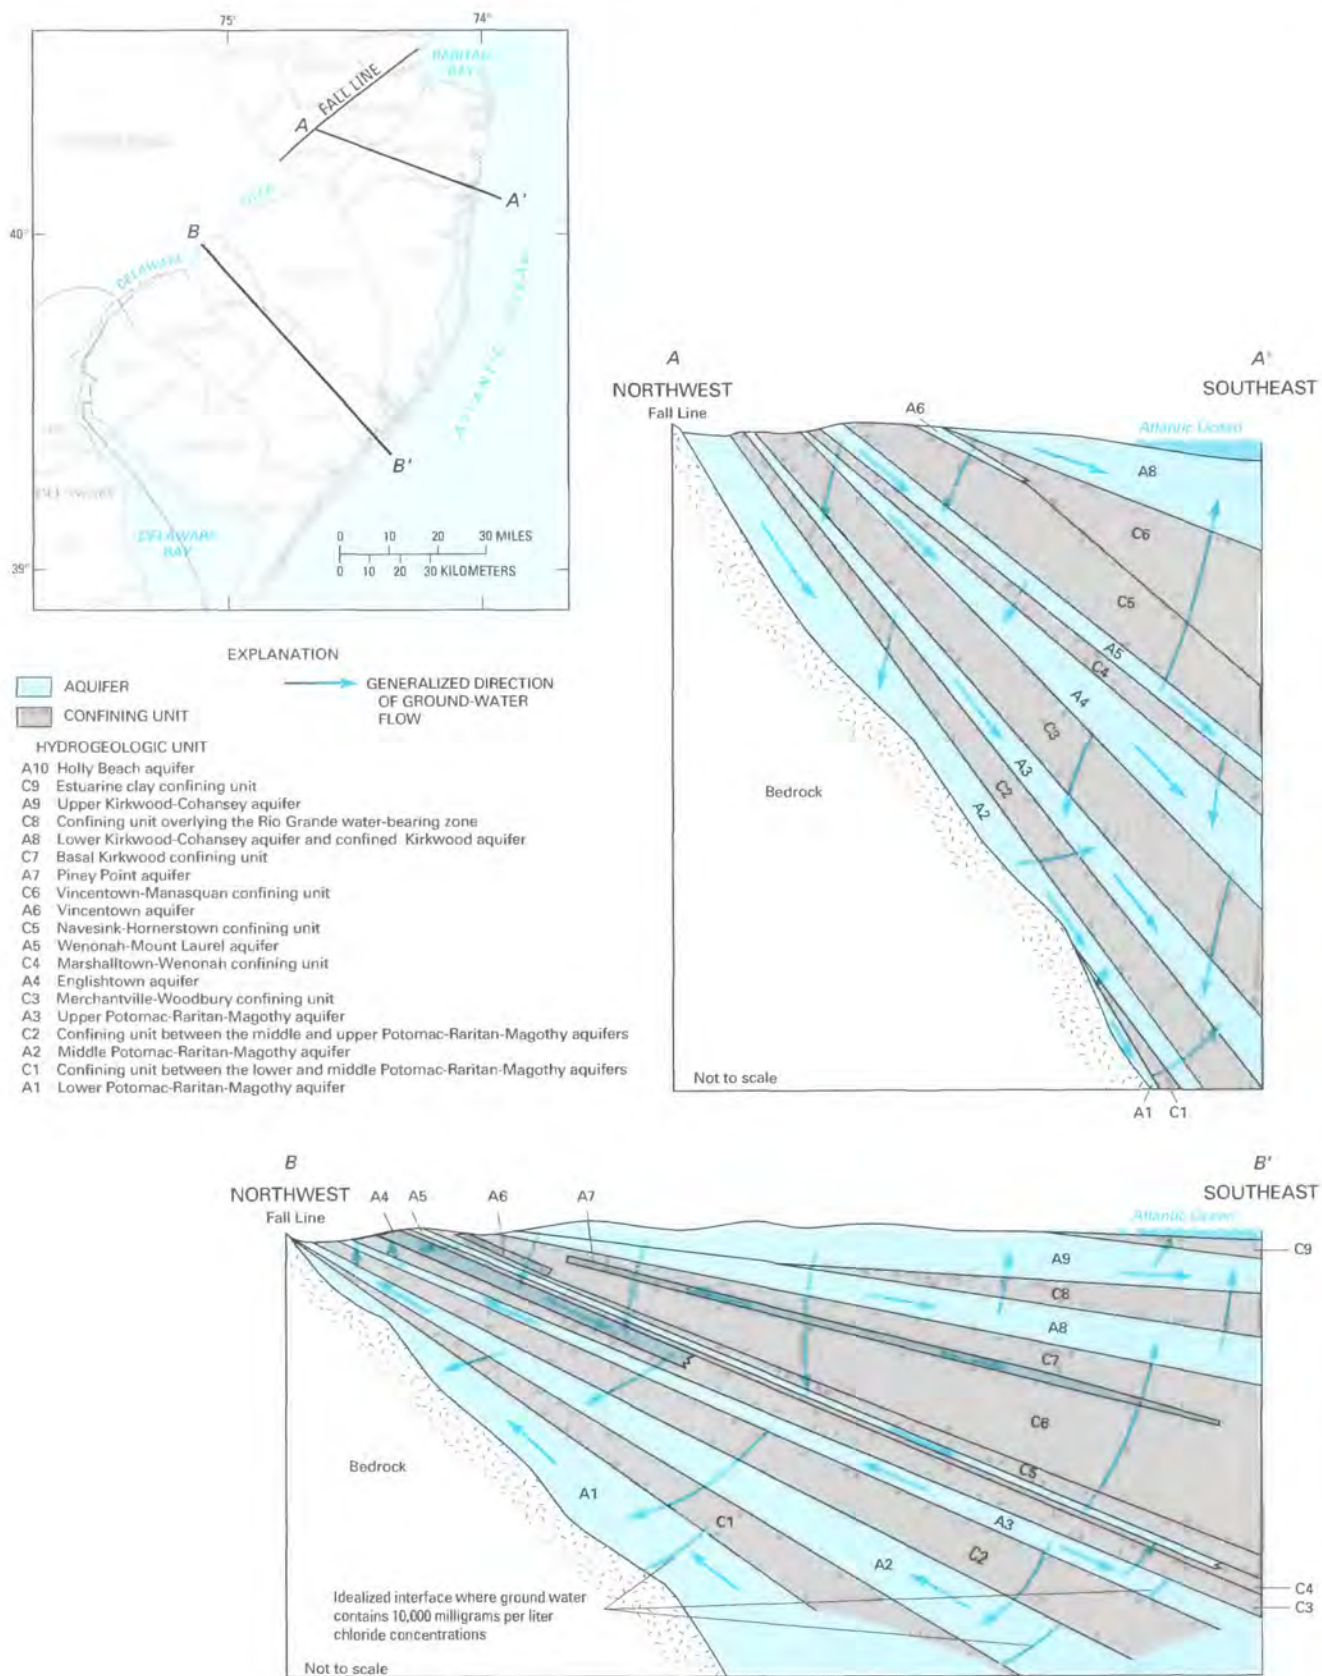 75°
74°
RARITAN
BAY
FALL LINE
A
A'
40°
B
DELAWARE
RIVER
ATLANTIC OCEAN
B'
DELAWARE
DELAWARE
BAY
0 10 20 30 MILES
0 10 20 30 KILOMETERS
39°
EXPLANATION
AQUIFER
CONFINING UNIT
GENERALIZED DIRECTION
OF GROUND-WATER
FLOW
HYDROGEOLOGIC UNIT
A10 Holly Beach aquifer
C9 Estuarine clay confining unit
A9 Upper Kirkwood-Cohansey aquifer
C8 Confining unit overlying the Rio Grande water-bearing zone
A8 Lower Kirkwood-Cohansey aquifer and confined Kirkwood aquifer
C7 Basal Kirkwood confining unit
A7 Piney Point aquifer
C6 Vincentown-Manasquan confining unit
A6 Vincentown aquifer
C5 Navesink-Hornerstown confining unit
A5 Wenonah-Mount Laurel aquifer
C4 Marshalltown-Wenonah confining unit
A4 Englishtown aquifer
C3 Merchantville-Woodbury confining unit
A3 Upper Potomac-Raritan-Magothy aquifer
C2 Confining unit between the middle and upper Potomac-Raritan-Magothy aquifers
A2 Middle Potomac-Raritan-Magothy aquifer
C1 Confining unit between the lower and middle Potomac-Raritan-Magothy aquifers
A1 Lower Potomac-Raritan-Magothy aquifer
A
A'
NORTHWEST
SOUTHEAST
Fall Line
A6
Atlantic Ocean
A8
C6
C5
A5
C4
A4
C3
A3
C2
A2
Bedrock
Not to scale
A1 C1
B
B'
NORTHWEST
SOUTHEAST
A4 A5 A6 A7
Fall Line
Atlantic Ocean
C9
A9
C8
A8
C7
C6
C5
Bedrock
A1
C1
A3
A2
C2
C4
C3
Idealized interface where ground water
contains 10,000 milligrams per liter
chloride concentrations
Not to scale